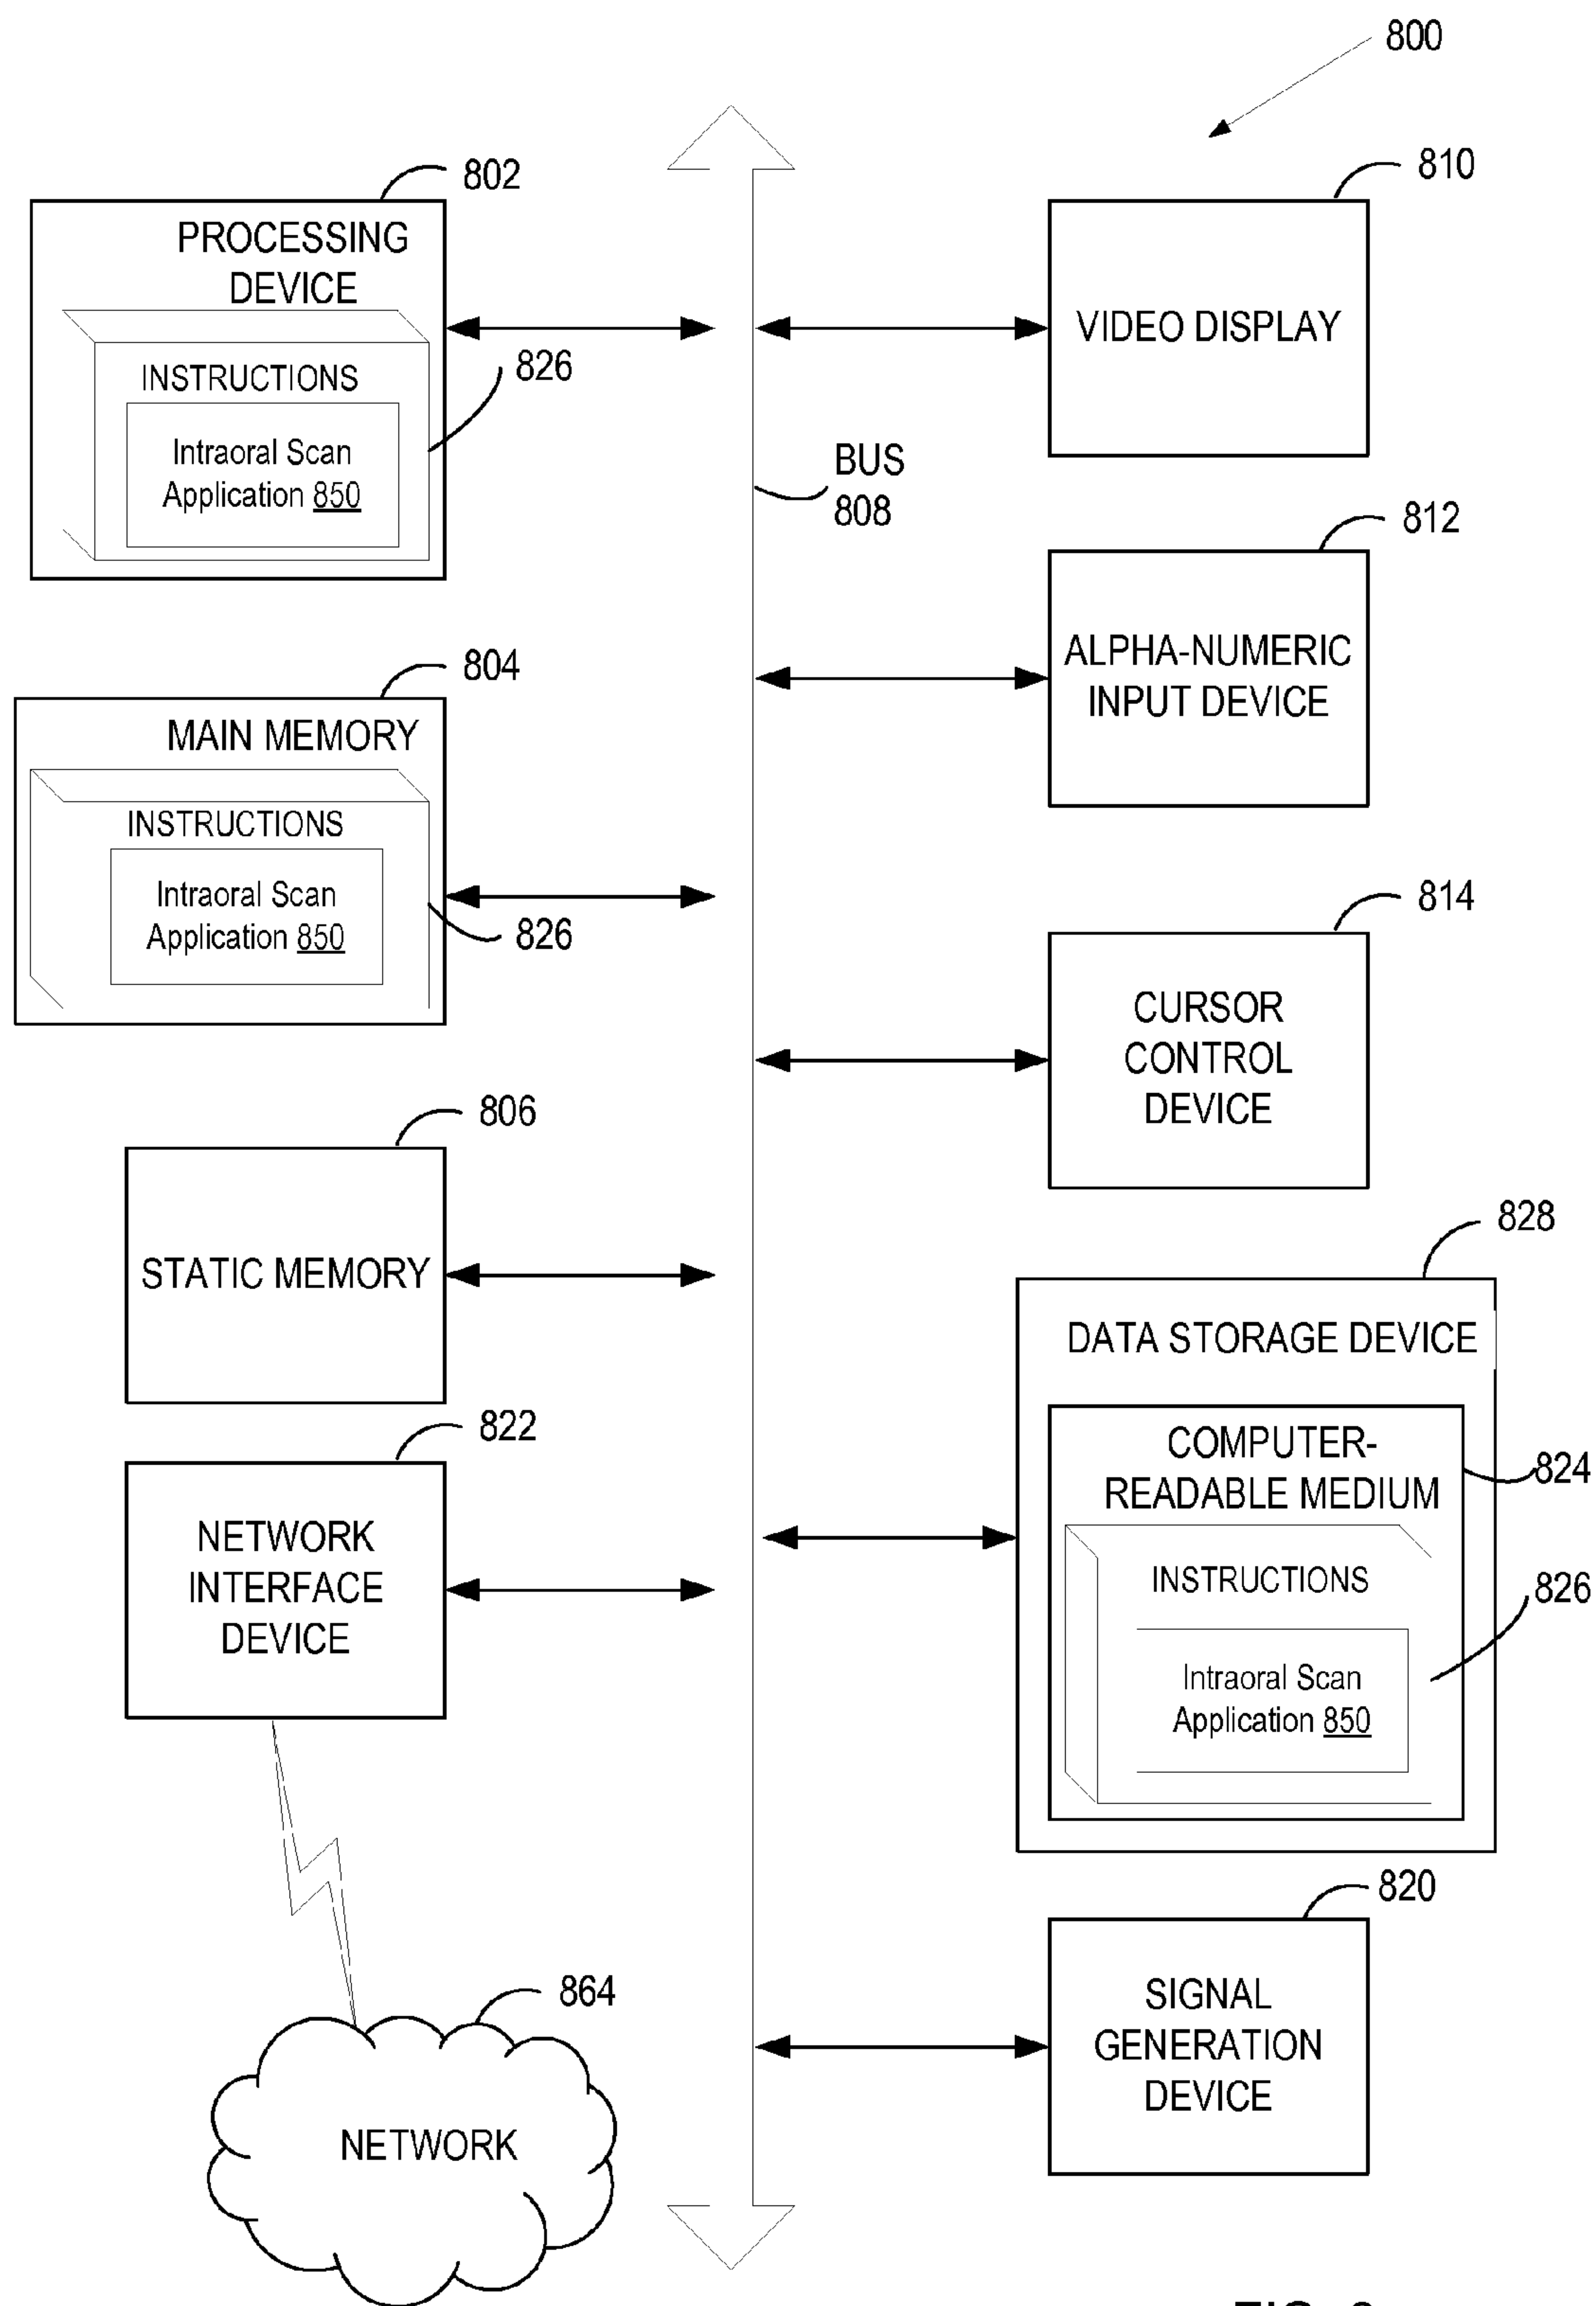 800
802
PROCESSING
DEVICE
INSTRUCTIONS
Intraoral Scan
Application 850
826
810
VIDEO DISPLAY
BUS
808
812
ALPHA-NUMERIC
INPUT DEVICE
804
MAIN MEMORY
INSTRUCTIONS
Intraoral Scan
Application 850
826
814
CURSOR
CONTROL
DEVICE
806
STATIC MEMORY
828
DATA STORAGE DEVICE
COMPUTER-
READABLE MEDIUM
824
INSTRUCTIONS
826
Intraoral Scan
Application 850
822
NETWORK
INTERFACE
DEVICE
820
SIGNAL
GENERATION
DEVICE
864
NETWORK